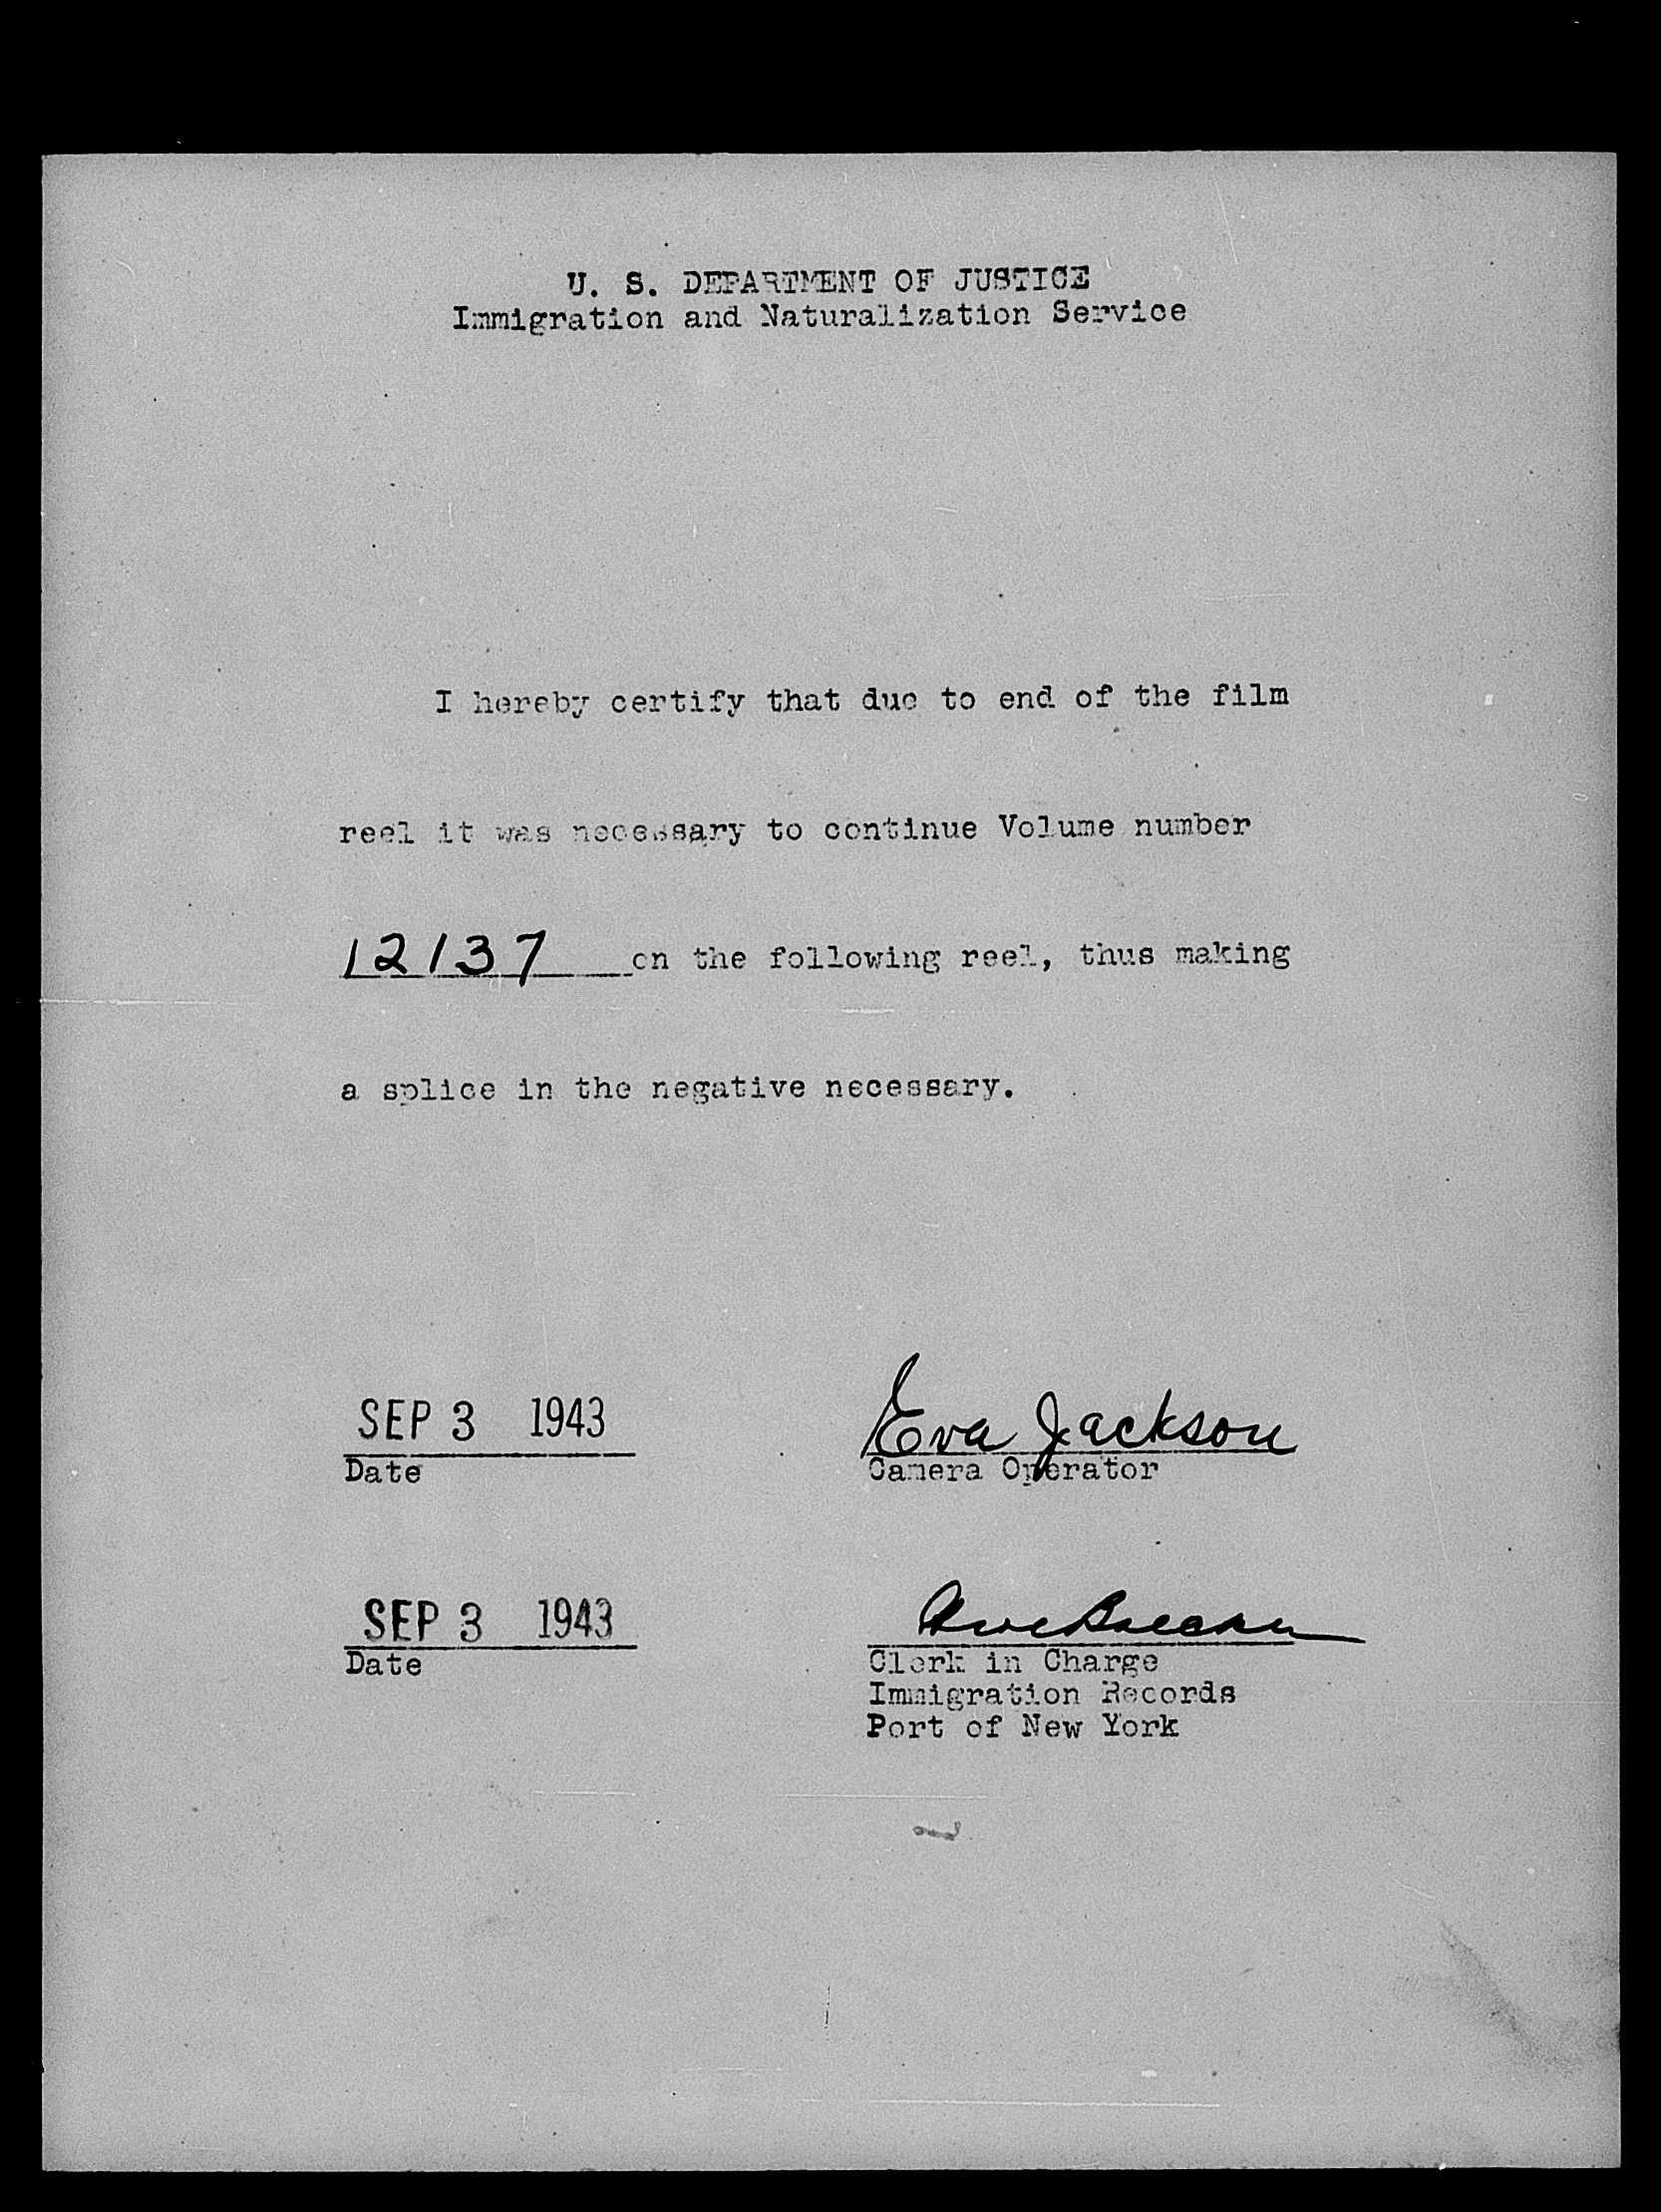 U. S. DEPARTMENT OF JUSTICE
Immigration and Naturalization Service
I hereby certify that due to end of the film
reel it was necessary to continue Volume number
12137 on the following reel, thus making
a splice in the negative necessary.
SEP 3 1943
Date
Eva Jackson
Camera Operator
SEP 3 1943
Date
Clerk in Charge
Immigration Records
Port of New York